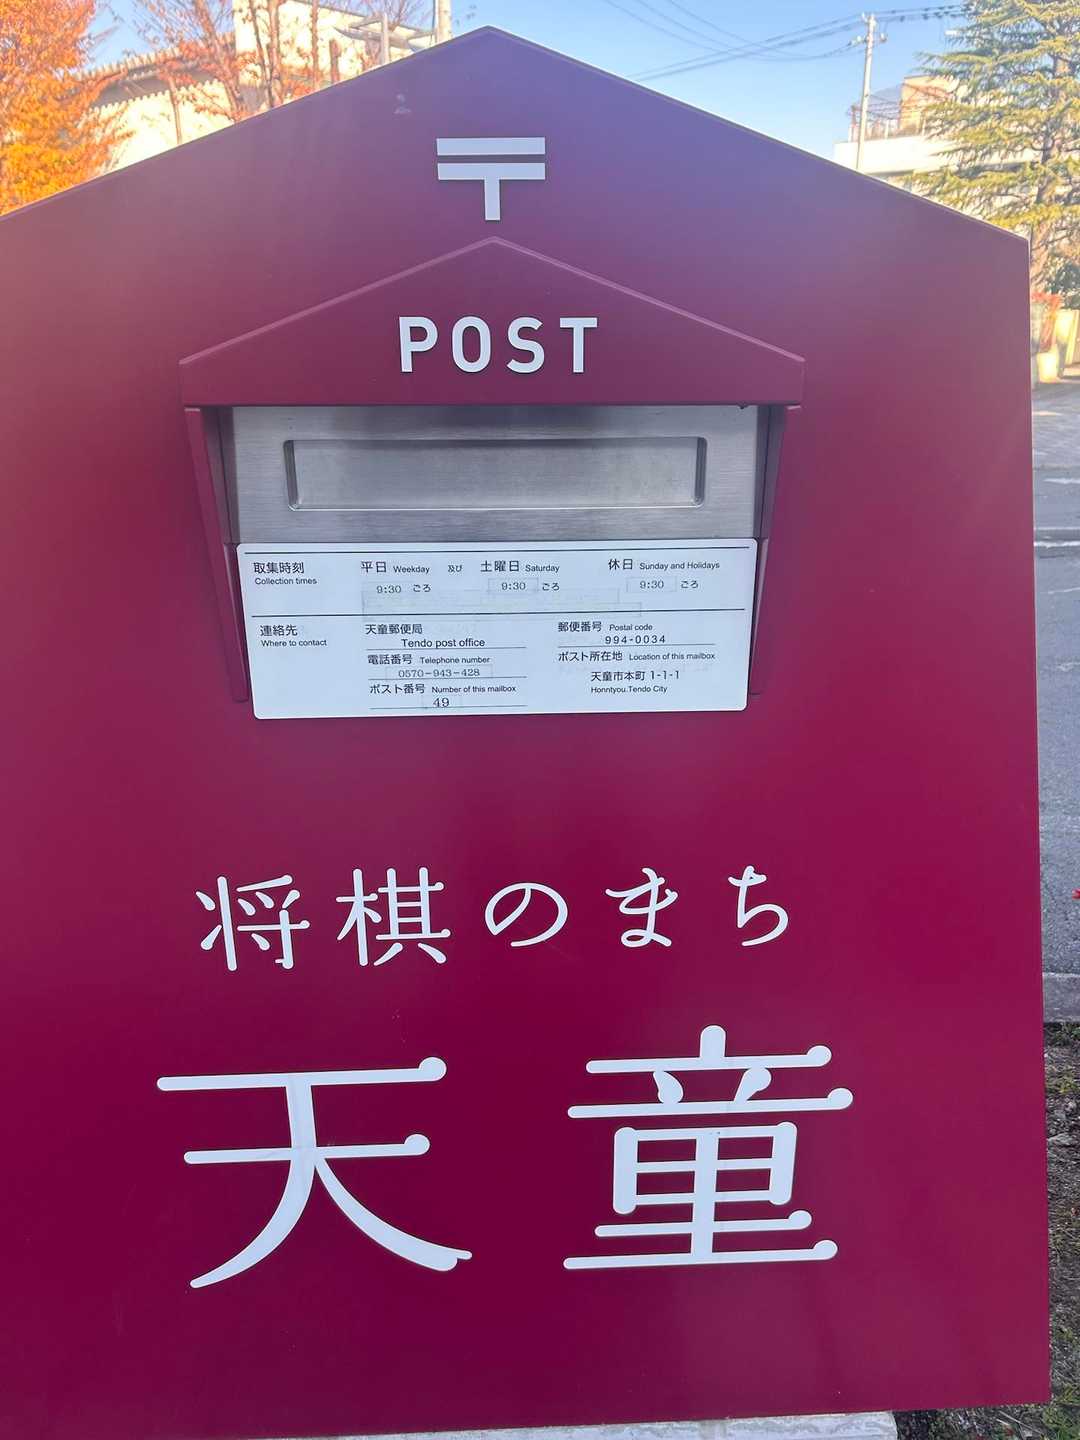 〒
POST
取集時刻 平日 Weekday 及び 土曜日 Saturday 休日 Sunday and Holidays
Collection times 9:30 ごろ 9:30 ごろ 9:30 ごろ
連絡先 天童郵便局 郵便番号 Postal code
Where to contact Tendo post office 994-0034
電話番号 Telephone number ポスト所在地 Location of this mailbox
0570-943-428 天童市本町 1-1-1
ポスト番号 Number of this mailbox Honntyou.Tendo City
49
将棋のまち
天童